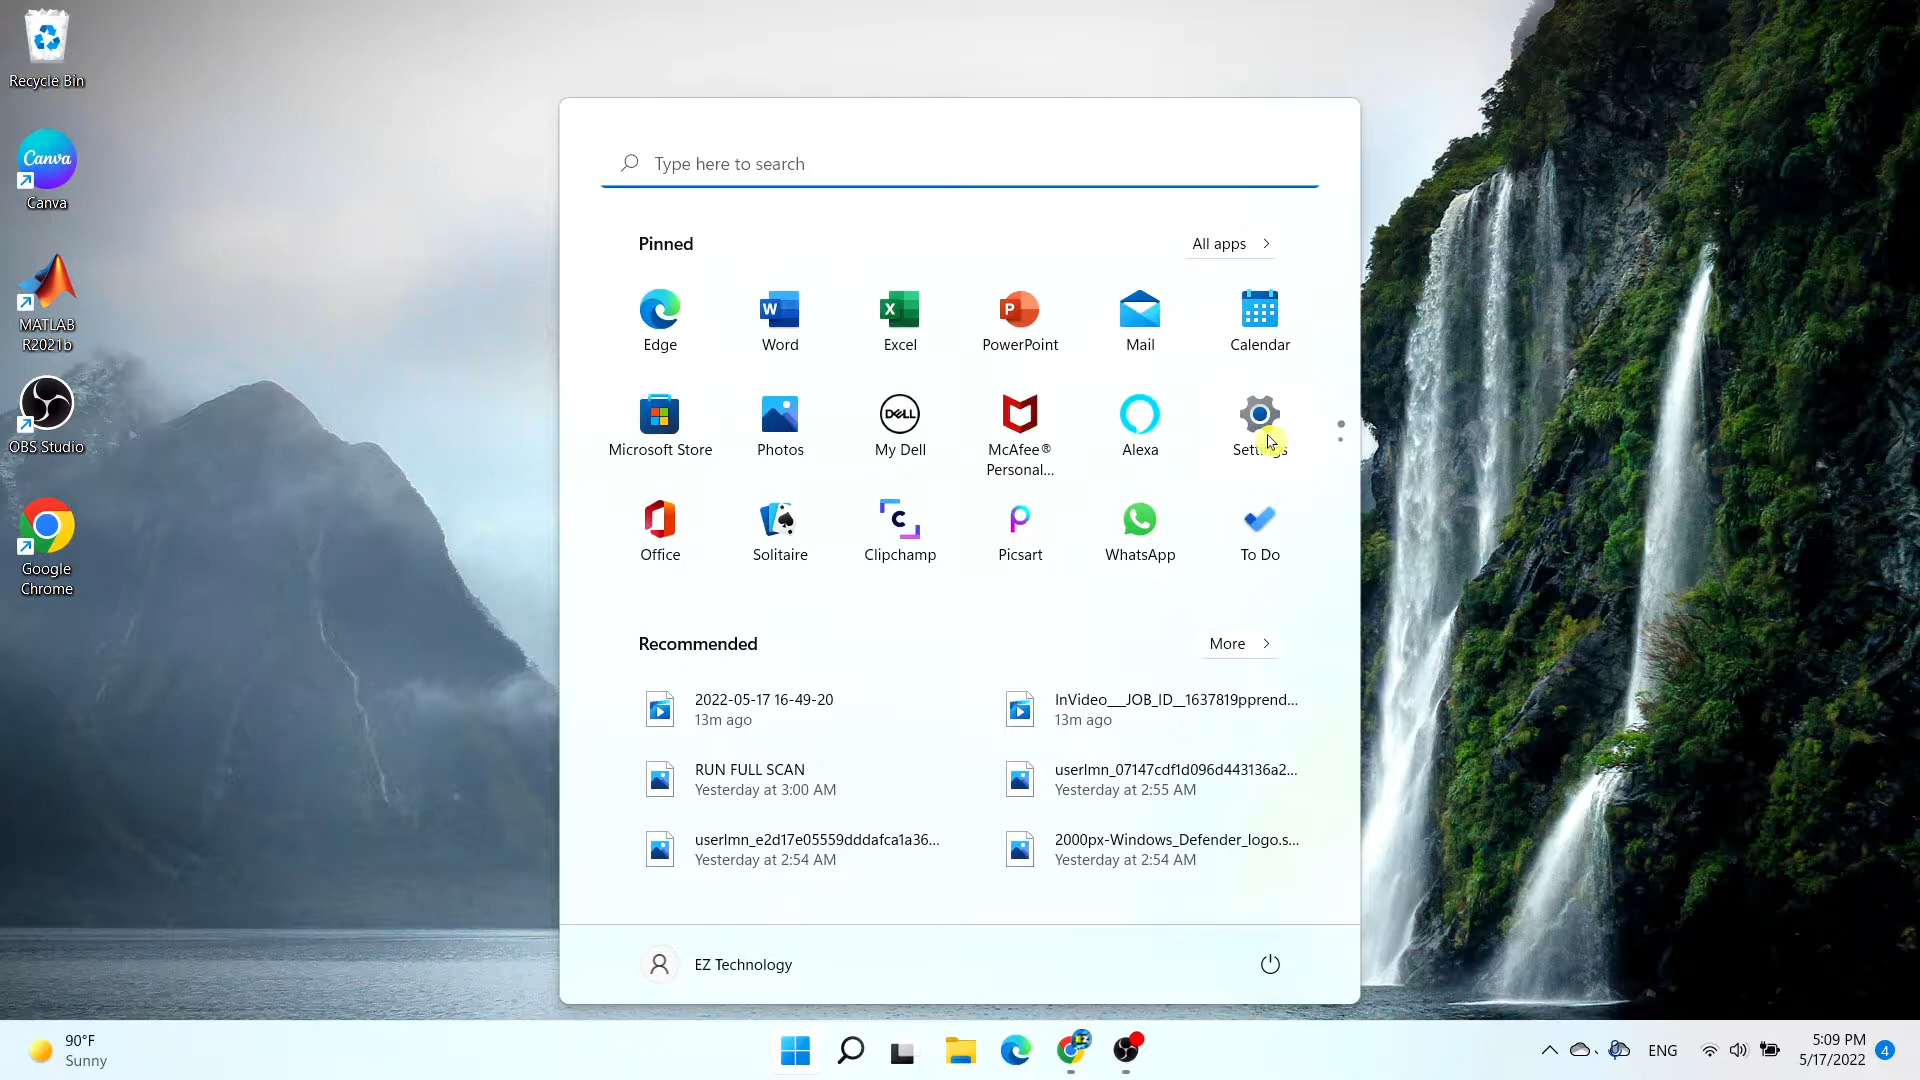 Recycle Bin
Canva
Canva
MATLAB
R2021b
OBS Studio
Google
Chrome
Type here to search
Pinned
All apps
Edge
Word
Excel
PowerPoint
Mail
Calendar
Microsoft Store
Photos
DELL
My Dell
McAfee®
Personal...
Alexa
Settings
Office
Solitaire
Clipchamp
Picsart
WhatsApp
To Do
Recommended
More
2022-05-17 16-49-20
13m ago
InVideo__JOB_ID__1637819pprend...
13m ago
RUN FULL SCAN
Yesterday at 3:00 AM
userlmn_07147cdf1d096d443136a2...
Yesterday at 2:55 AM
userlmn_e2d17e05559dddafca1a36...
Yesterday at 2:54 AM
2000px-Windows_Defender_logo.s...
Yesterday at 2:54 AM
EZ Technology
90°F
Sunny
ENG
5:09 PM
5/17/2022
4